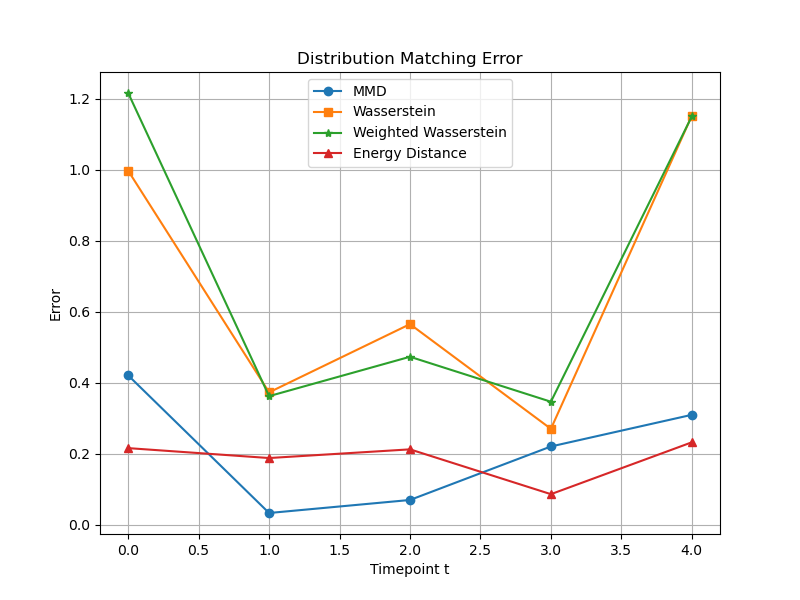 Distribution Matching Error
MMD
Wasserstein
Weighted Wasserstein
Energy Distance
Error
1.2
1.0
0.8
0.6
0.4
0.2
0.0
0.0 0.5 1.0 1.5 2.0 2.5 3.0 3.5 4.0
Timepoint t